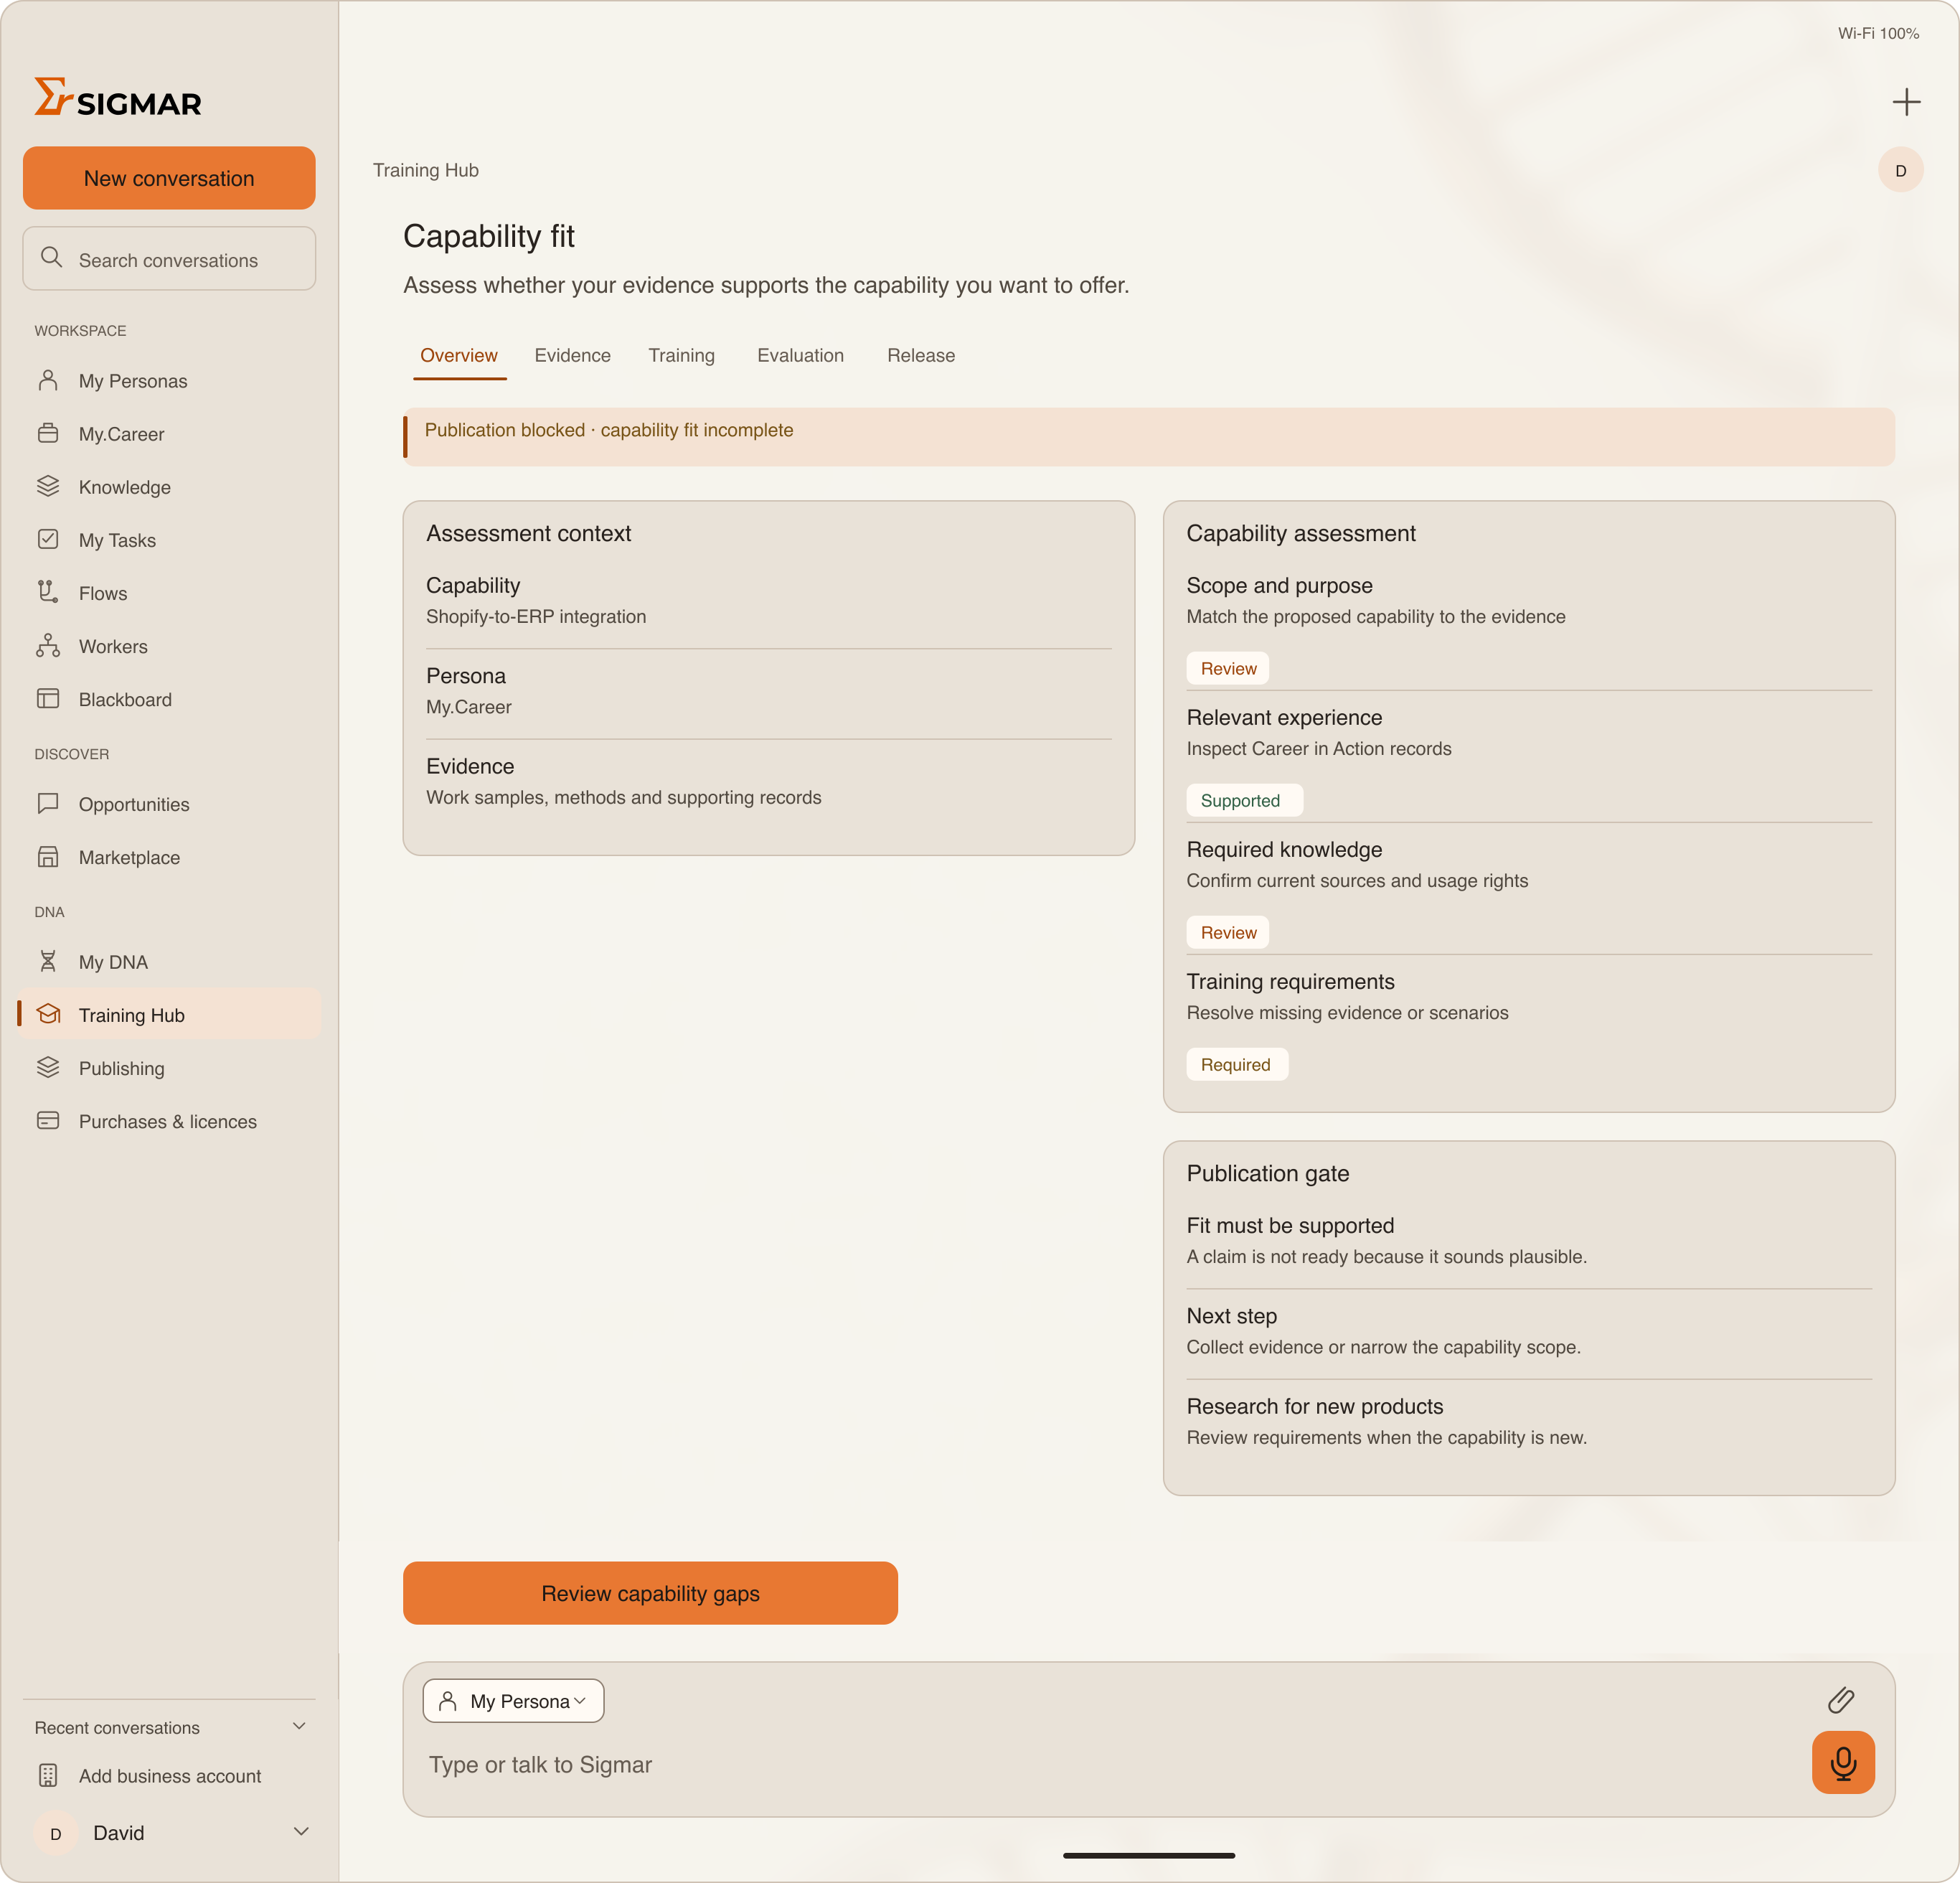 Wi-Fi 100%
Σr SIGMAR
New conversation
Search conversations
WORKSPACE
My Personas
My.Career
Knowledge
My Tasks
Flows
Workers
Blackboard
DISCOVER
Opportunities
Marketplace
DNA
My DNA
Training Hub
Publishing
Purchases & licences
Recent conversations
Add business account
D
David
Training Hub
D
Capability fit
Assess whether your evidence supports the capability you want to offer.
Overview Evidence Training Evaluation Release
Publication blocked · capability fit incomplete
Assessment context
Capability
Shopify-to-ERP integration
Persona
My.Career
Evidence
Work samples, methods and supporting records
Capability assessment
Scope and purpose
Match the proposed capability to the evidence
Review
Relevant experience
Inspect Career in Action records
Supported
Required knowledge
Confirm current sources and usage rights
Review
Training requirements
Resolve missing evidence or scenarios
Required
Publication gate
Fit must be supported
A claim is not ready because it sounds plausible.
Next step
Collect evidence or narrow the capability scope.
Research for new products
Review requirements when the capability is new.
Review capability gaps
My Persona
Type or talk to Sigmar